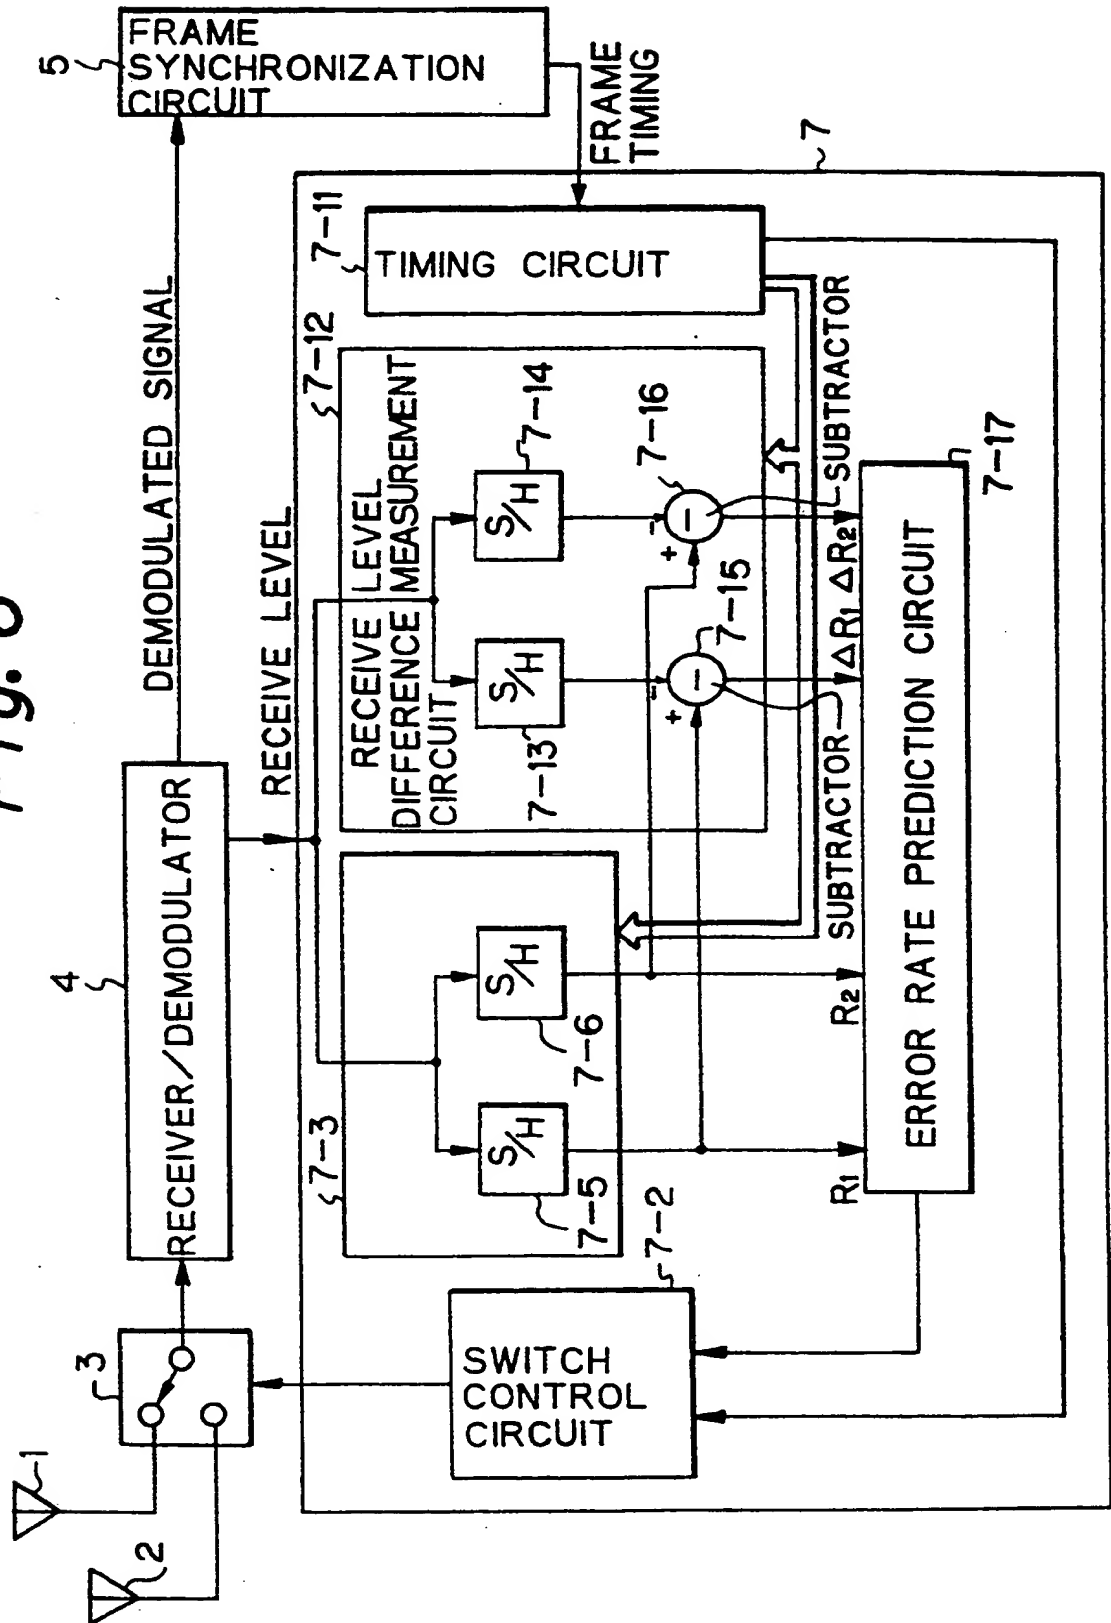 Fig. 8
1
2
3
4
RECEIVER/DEMODULATOR
DEMODULATED SIGNAL
5
FRAME
SYNCHRONIZATION
CIRCUIT
FRAME
TIMING
RECEIVE LEVEL
7
7-11
TIMING CIRCUIT
7-12
RECEIVE LEVEL
DIFFERENCE MEASUREMENT
CIRCUIT
S/H
7-13
S/H
7-14
+
-
-
7-15
+
-
-
7-16
7-3
S/H
7-5
S/H
7-6
7-2
SWITCH
CONTROL
CIRCUIT
R1
R2
SUBTRACTOR
ΔR1
ΔR2
SUBTRACTOR
ERROR RATE PREDICTION CIRCUIT
7-17